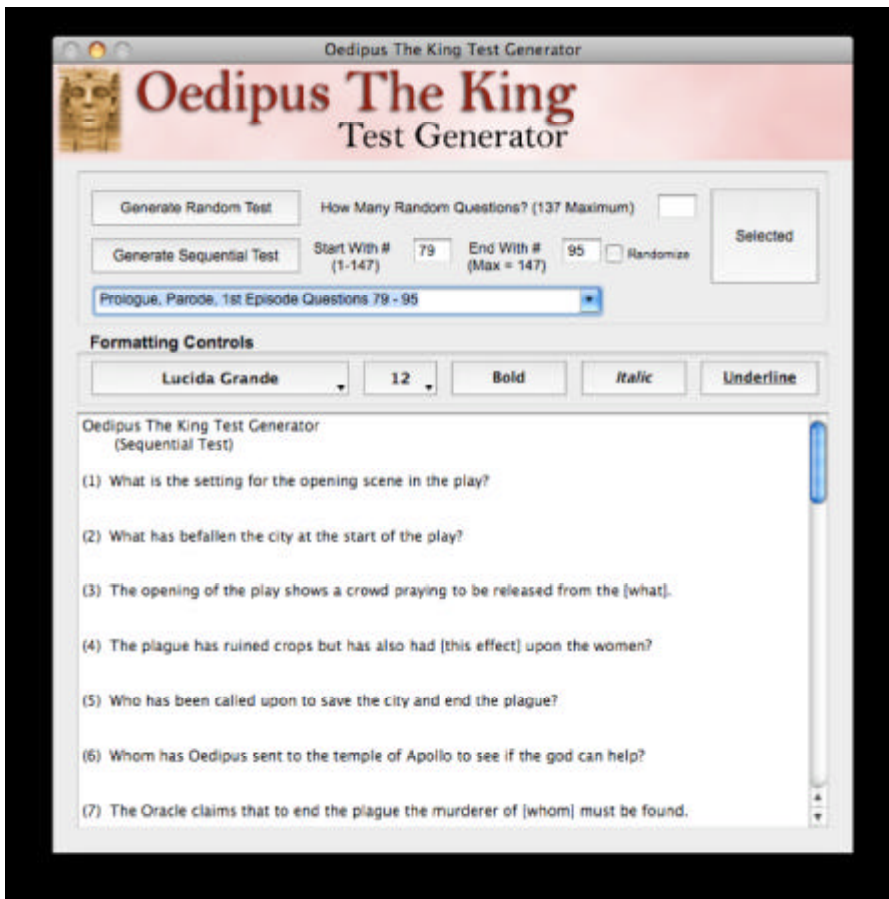 Oedipus The King Test Generator
Oedipus The King
Test Generator
Generate Random Test How Many Random Questions? (137 Maximum)
Selected
Generate Sequential Test Start With # (1-147) 79 End With # (Max = 147) 95 Randomize
Prologue, Parode, 1st Episode Questions 79 - 95
Formatting Controls
Lucida Grande 12 Bold Italic Underline
Oedipus The King Test Generator
(Sequential Test)
(1) What is the setting for the opening scene in the play?
(2) What has befallen the city at the start of the play?
(3) The opening of the play shows a crowd praying to be released from the [what].
(4) The plague has ruined crops but has also had [this effect] upon the women?
(5) Who has been called upon to save the city and end the plague?
(6) Whom has Oedipus sent to the temple of Apollo to see if the god can help?
(7) The Oracle claims that to end the plague the murderer of [whom] must be found.